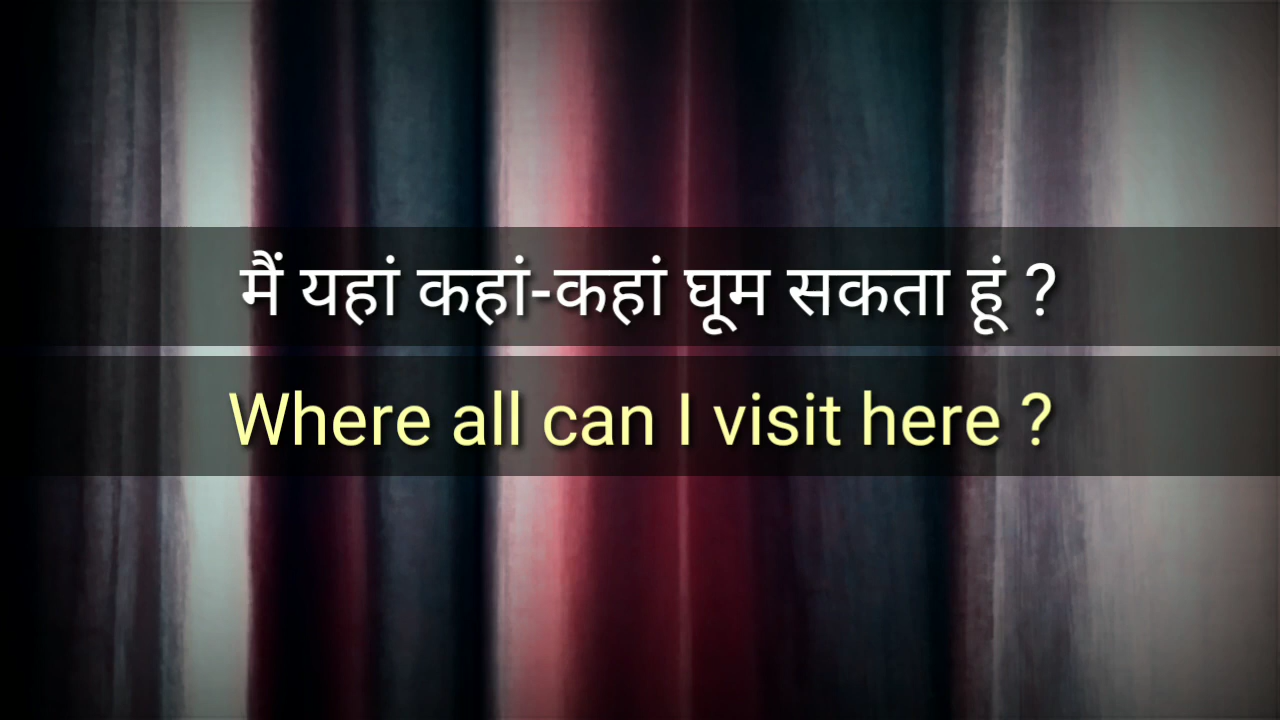 मैं यहां कहां-कहां घूम सकता हूं ?
Where all can I visit here ?